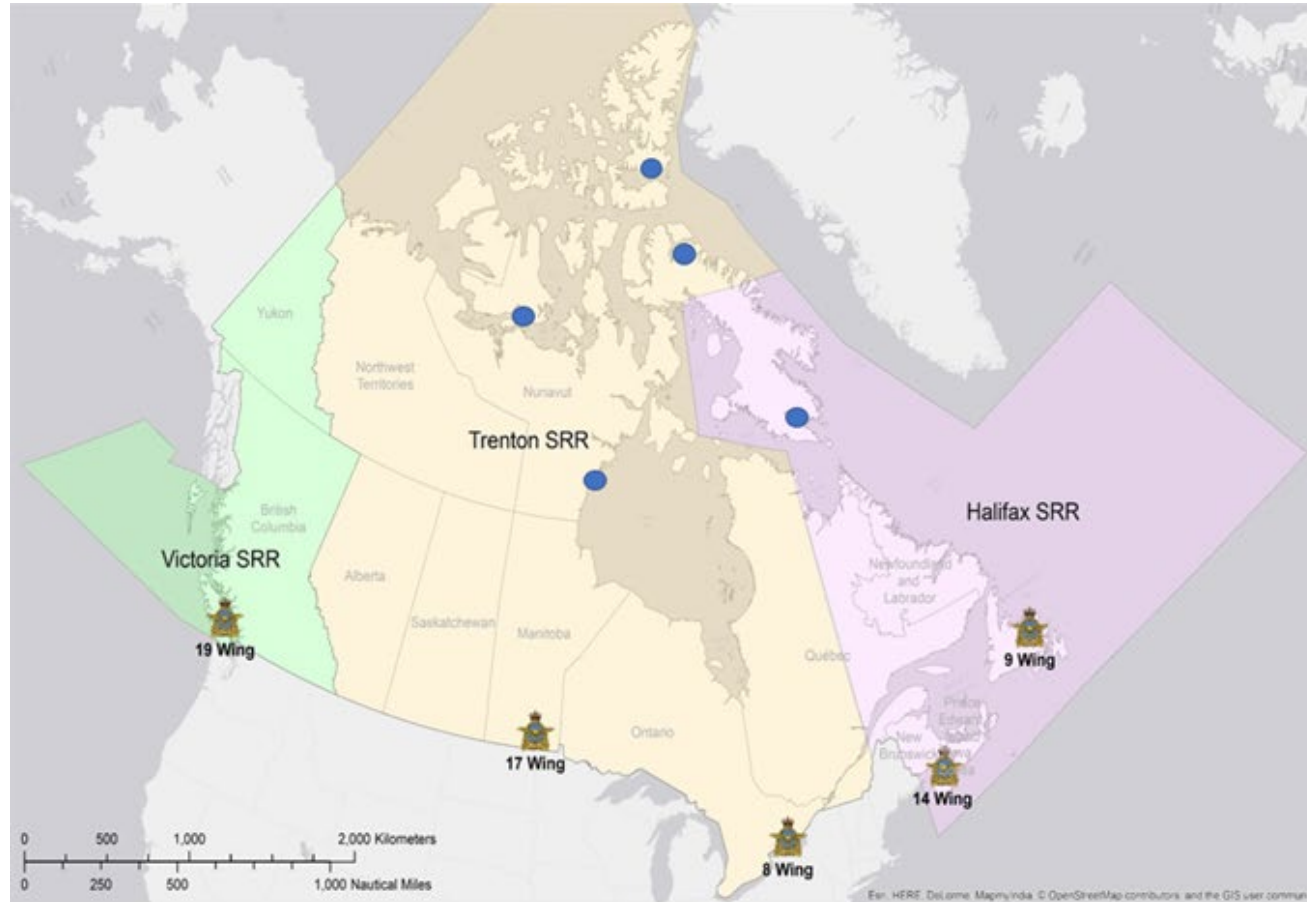 Yukon
Northwest
Territories
Nunavut
Trenton SRR
British
Columbia
Victoria SRR
Halifax SRR
Alberta
Saskatchewan
Manitoba
Ontario
Québec
Newfoundland
and
Labrador
Prince
Edward
New
Brunswick
19 Wing
17 Wing
9 Wing
14 Wing
8 Wing
0 500 1,000 2,000 Kilometers
0 250 500 1,000 Nautical Miles
Esri, HERE, DeLorme, MapmyIndia, © OpenStreetMap contributors, and the GIS user